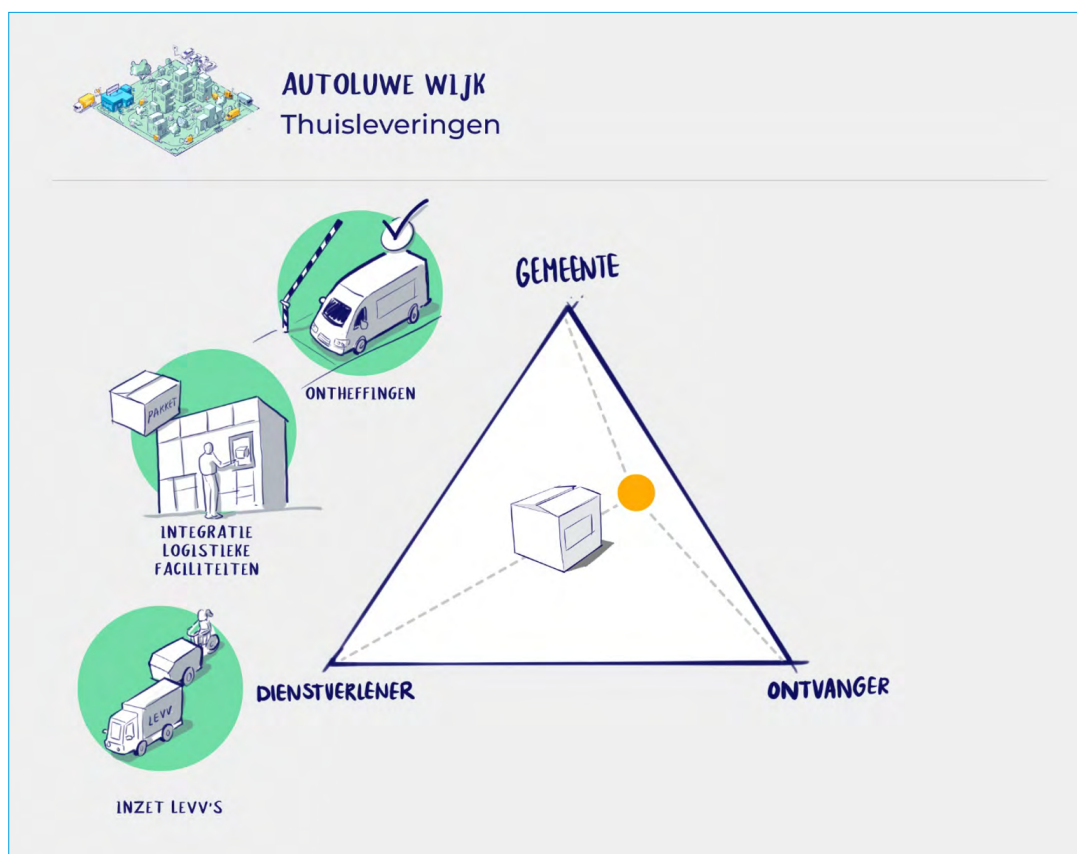 AUTOLUWE WIJK
Thuisleveringen
GEMEENTE
ONTHEFFINGEN
PAKKET
INTEGRATIE
LOGISTIEKE
FACILITEITEN
DIENSTVERLENER
ONTVANGER
LEVV
INZET LEVV'S